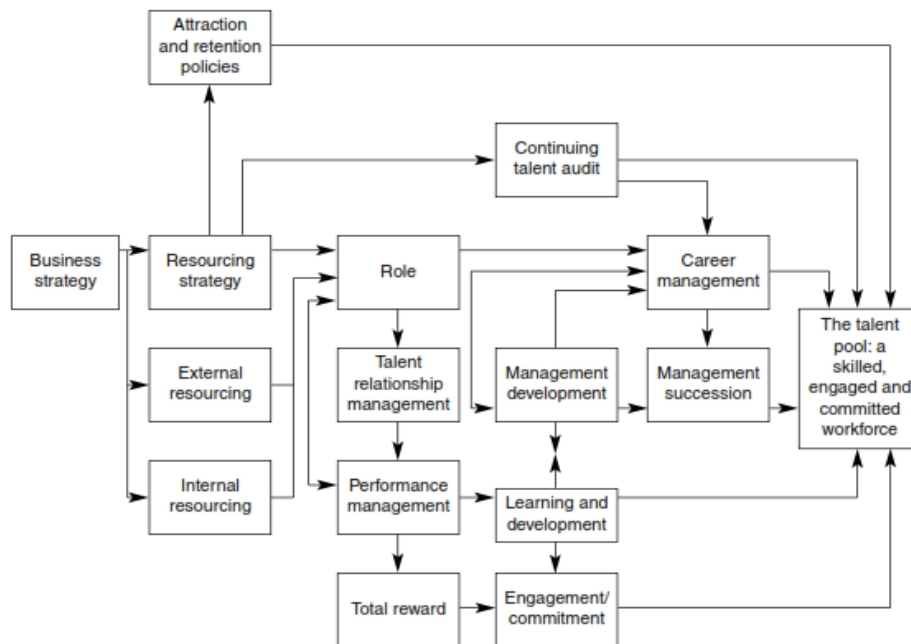 Attraction
and retention
policies
Continuing
talent audit
Business
strategy
Resourcing
strategy
Role
Career
management
External
resourcing
Talent
relationship
management
Management
development
Management
succession
The talent
pool: a
skilled,
engaged and
committed
workforce
Internal
resourcing
Performance
management
Learning and
development
Total reward
Engagement/
commitment